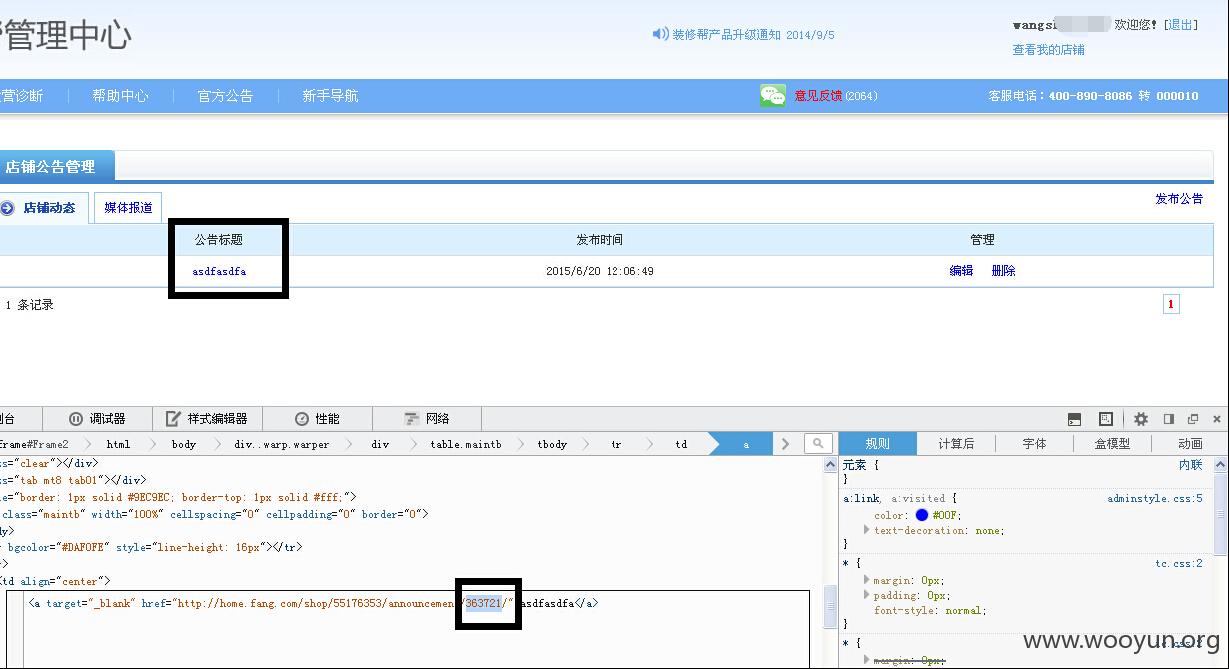 管理中心
装修帮产品升级通知 2014/9/5
wangs 欢迎您! [退出]
查看我的店铺
营诊断 帮助中心 官方公告 新手导航 意见反馈(2064) 客服电话：400-890-8086 转 000010
店铺公告管理
店铺动态 媒体报道 发布公告
公告标题 发布时间 管理
asdfasdfa 2015/6/20 12:06:49 编辑 删除
1 条记录 1
调试器 样式编辑器 性能 网络
frame#Frame2 html body div..warp.warper div table.maintb tbody tr td a 规则 计算后 字体 盒模型 动画
ss="clear"></div>
ss="tab mt8 tab01"></div>
le="border: 1px solid #9EC9EC; border-top: 1px solid #fff;">
class="maintb" width="100%" cellspacing="0" cellpadding="0" border="0">
dy>
bgcolor="#DAF0FE" style="line-height: 16px"></tr>
>
<td align="center">
<a target="_blank" href="http://home.fang.com/shop/55176353/announcemen /363721/" asdfasdfa</a>
元素 { 内联
}
a:link, a:visited { adminstyle.css:5
color: #00F;
text-decoration: none;
}
* { tc.css:2
margin: 0px;
padding: 0px;
font-style: normal;
}
* {
margin: 0px;
www.wooyun.org